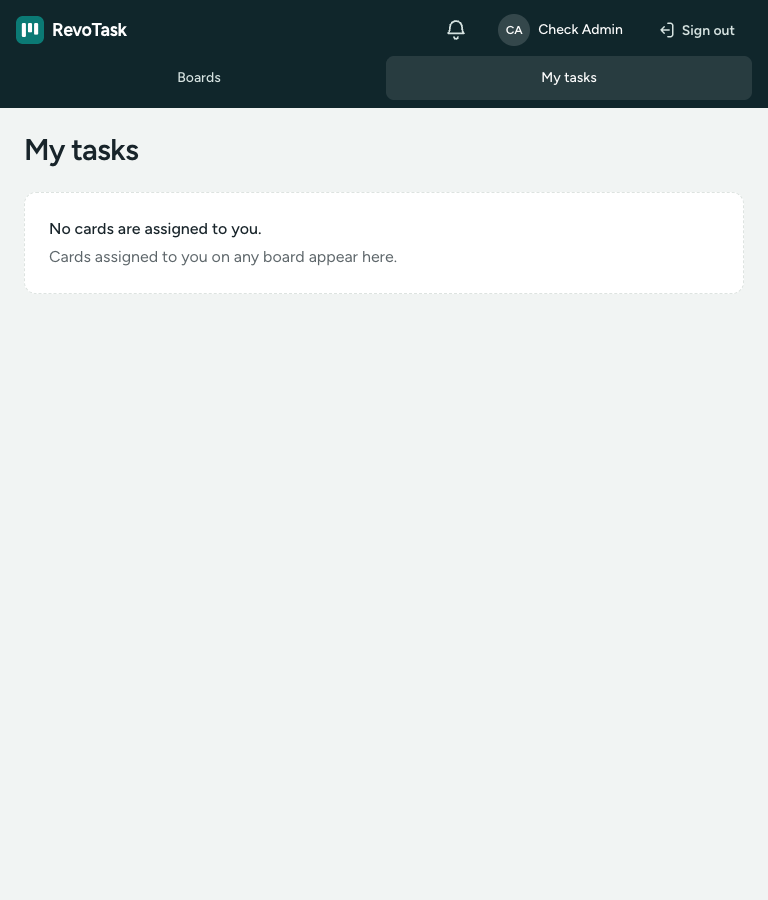 RevoTask
CA
Check Admin
Sign out
Boards
My tasks
My tasks
No cards are assigned to you.
Cards assigned to you on any board appear here.